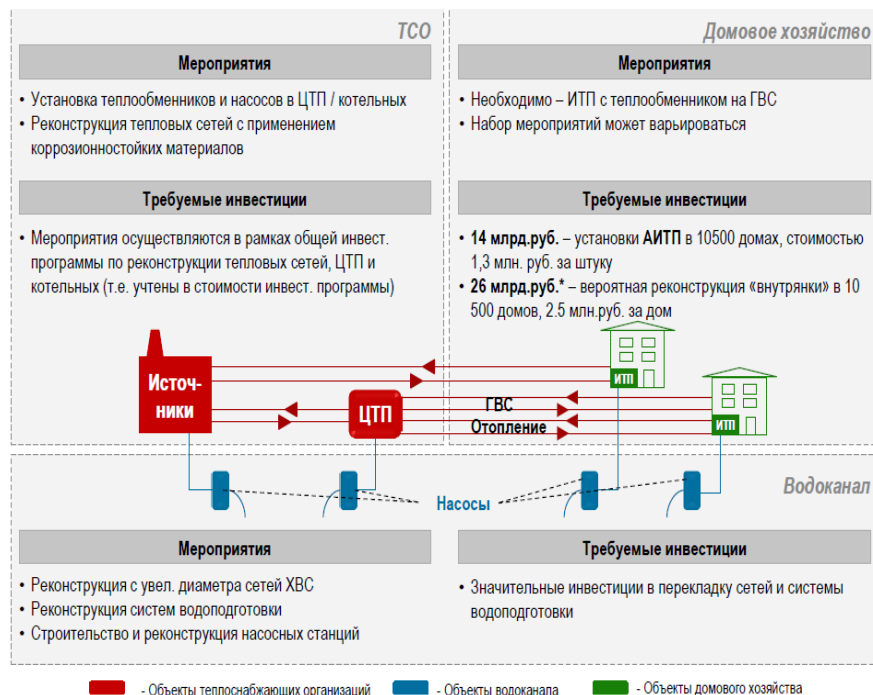 ТСО
Мероприятия
• Установка теплообменников и насосов в ЦТП / котельных
• Реконструкция тепловых сетей с применением
коррозионностойких материалов
Требуемые инвестиции
• Мероприятия осуществляются в рамках общей инвест.
программы по реконструкции тепловых сетей, ЦТП и
котельных (т.е. учтены в стоимости инвест. программы)
Домовое хозяйство
Мероприятия
• Необходимо – ИТП с теплообменником на ГВС
• Набор мероприятий может варьироваться
Требуемые инвестиции
• 14 млрд.руб. – установки АИТП в 10500 домах, стоимостью
1,3 млн. руб. за штуку
• 26 млрд.руб.* – вероятная реконструкция «внутрянки» в 10
500 домов, 2.5 млн.руб. за дом
Источ-
ники
ЦТП
ГВС
Отопление
ИТП
ИТП
Водоканал
Насосы
Мероприятия
• Реконструкция с увел. диаметра сетей ХВС
• Реконструкция систем водоподготовки
• Строительство и реконструкция насосных станций
Требуемые инвестиции
• Значительные инвестиции в перекладку сетей и системы
водоподготовки
- Объекты теплоснабжающих организаций
- Объекты водоканала
- Объекты домового хозяйства